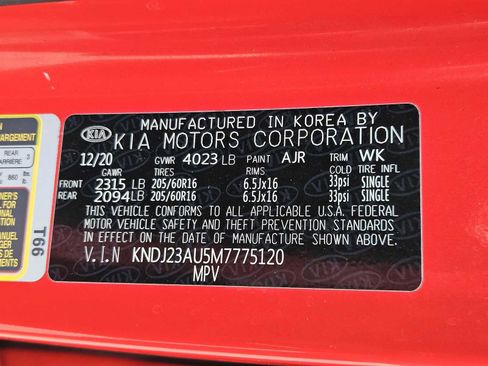 MANUFACTURED IN KOREA BY
KIA KIA MOTORS CORPORATION
12/20 GVWR 4023 LB PAINT AJR TRIM WK
GAWR TIRES RIMS COLD TIRE INFL
FRONT 2315 LB 205/60R16 6.5Jx16 33psi SINGLE
REAR 2094 LB 205/60R16 6.5Jx16 33psi SINGLE
THIS VEHICLE CONFORMS TO ALL APPLICABLE U.S.A. FEDERAL
MOTOR VEHICLE SAFETY AND THEFT PREVENTION STANDARDS
IN EFFECT ON THE DATE OF MANUFACTURE SHOWN ABOVE.
V.I.N KNDJ23AU5M7775120
MPV
REAR 3
860
T66